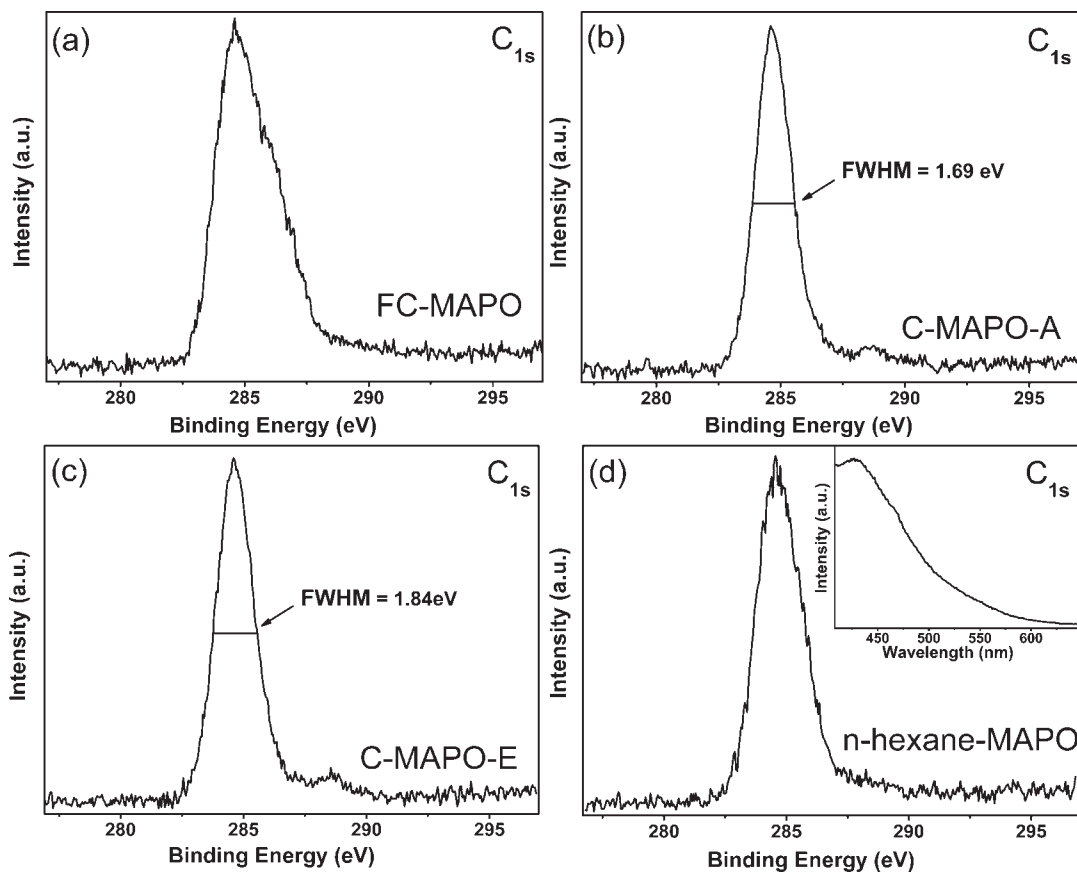 (a)
C1s
Intensity (a.u.)
FC-MAPO
280 285 290 295
Binding Energy (eV)
(b)
C1s
Intensity (a.u.)
FWHM = 1.69 eV
C-MAPO-A
280 285 290 295
Binding Energy (eV)
(c)
C1s
Intensity (a.u.)
FWHM = 1.84eV
C-MAPO-E
280 285 290 295
Binding Energy (eV)
(d)
C1s
Intensity (a.u.)
Intensity (a.u.)
450 500 550 600
Wavelength (nm)
n-hexane-MAPO
280 285 290 295
Binding Energy (eV)